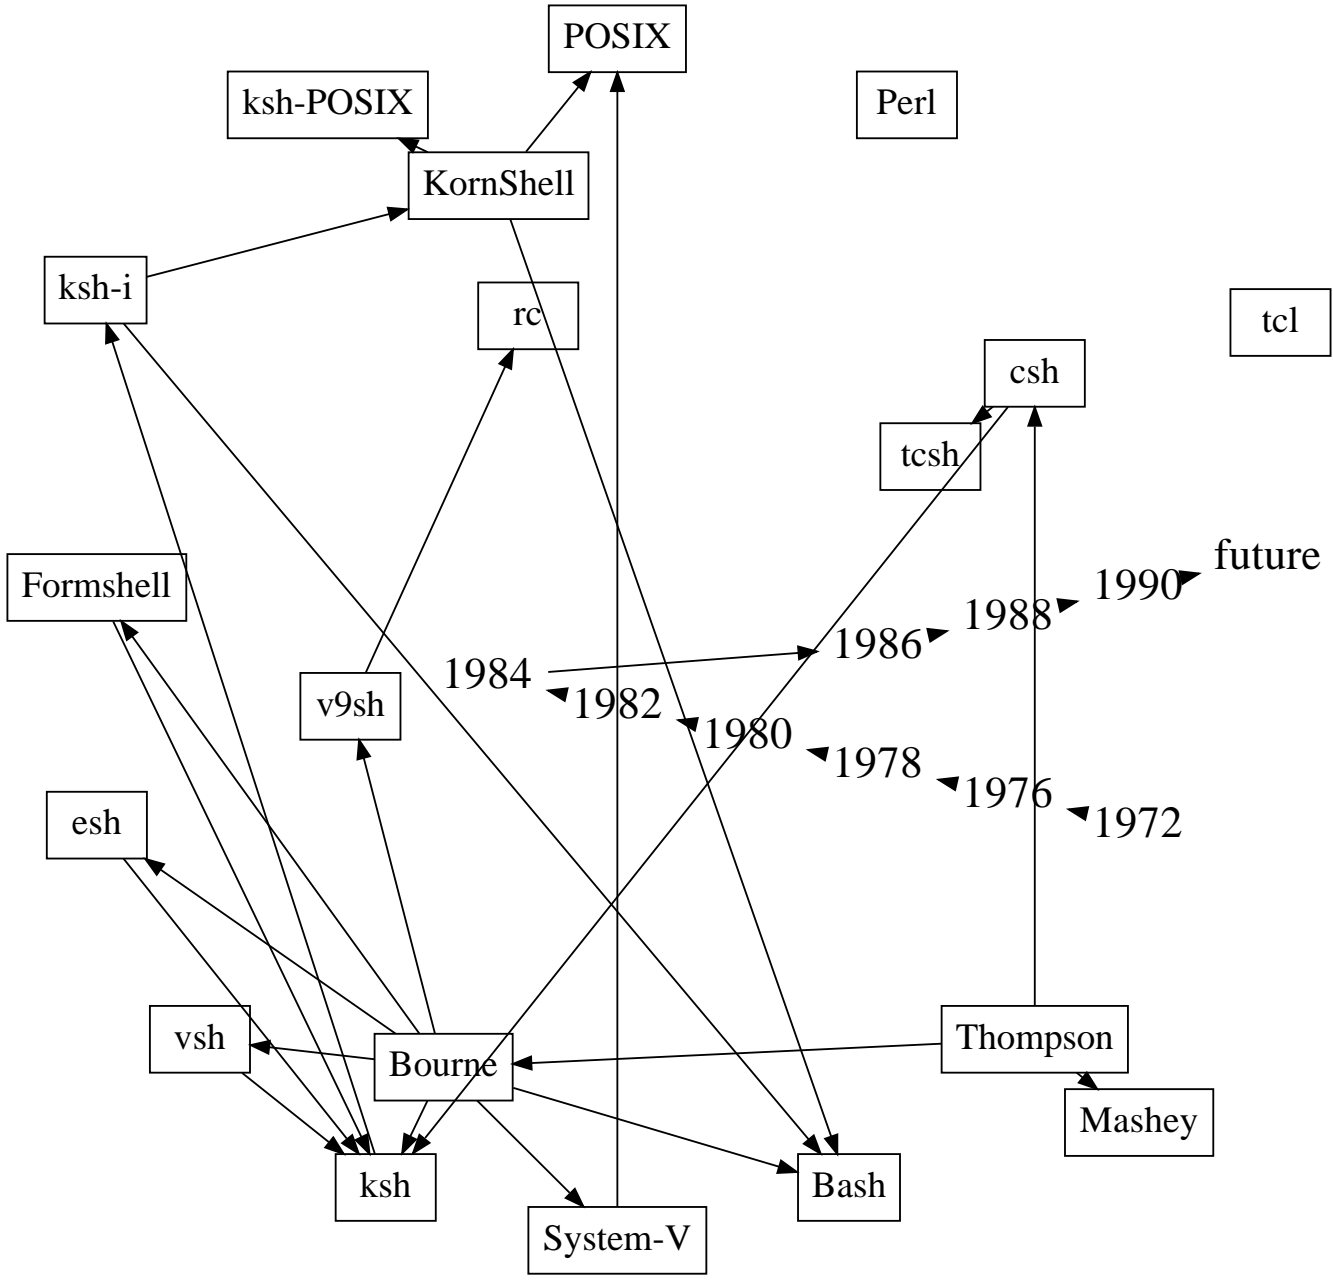 POSIX
ksh-POSIX
Perl
KornShell
ksh-i
rc
tcl
csh
tcsh
future
Formshell
1990
1988
1986
1984
1982
v9sh
1980
1978
1976
1972
esh
vsh
Bourne
Thompson
Mashey
ksh
Bash
System-V